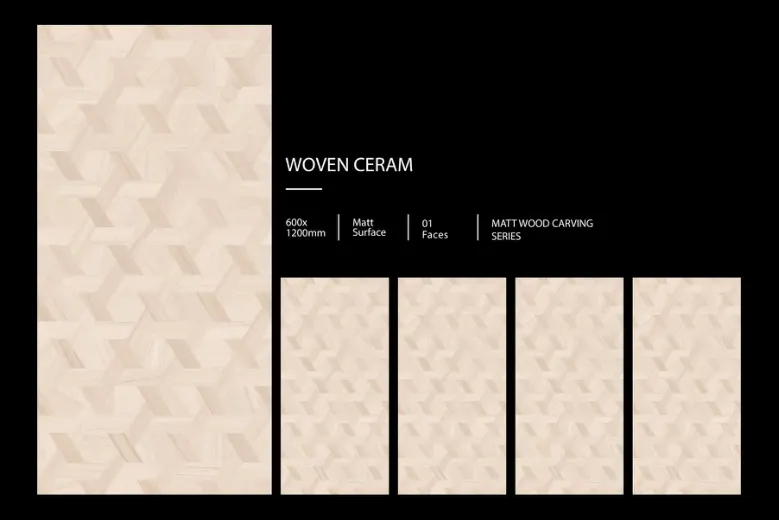 WOVEN CERAM
600x
1200mm
Matt
Surface
01
Faces
MATT WOOD CARVING
SERIES